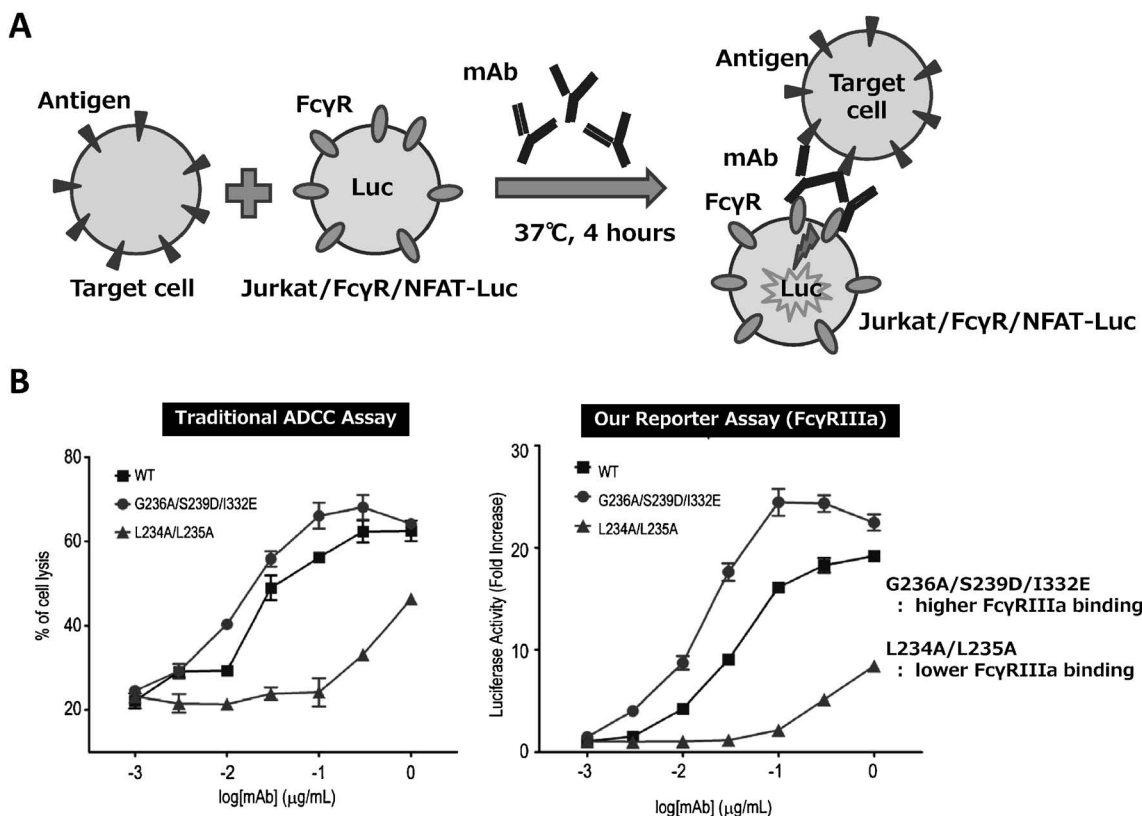 A
Antigen
FcγR
Luc
Target cell
Jurkat/FcγR/NFAT-Luc
mAb
37℃, 4 hours
Antigen
Target
cell
mAb
FcγR
Luc
Jurkat/FcγR/NFAT-Luc
B
Traditional ADCC Assay
80
60
40
20
% of cell lysis
WT
G236A/S239D/I332E
L234A/L235A
-3
-2
-1
0
log[mAb] (μg/mL)
Our Reporter Assay (FcγRIIIa)
30
20
10
0
Luciferase Activity (Fold Increase)
WT
G236A/S239D/I332E
L234A/L235A
-3
-2
-1
0
log[mAb] (μg/mL)
G236A/S239D/I332E
: higher FcγRIIIa binding
L234A/L235A
: lower FcγRIIIa binding